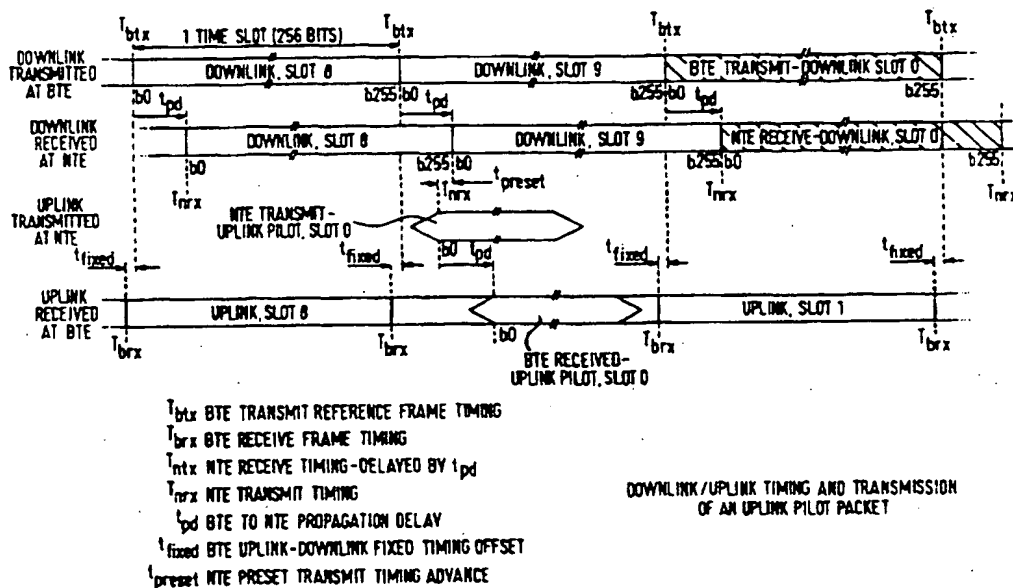 Tbtx Tbtx Tbtx Tbtx
1 TIME SLOT (256 BITS)
DOWNLINK TRANSMITTED AT BTE
DOWNLINK, SLOT 8
DOWNLINK, SLOT 9
BTE TRANSMIT-DOWNLINK SLOT 0
b0 tpd b255 b0 tpd b255 b0 tpd b255
DOWNLINK RECEIVED AT NTE
DOWNLINK, SLOT 8
DOWNLINK, SLOT 9
NTE RECEIVE-DOWNLINK, SLOT 0
b0 b255 b0 b255 b0 b255
Tnrx Tnrx tpreset Tnrx Tnrx
UPLINK TRANSMITTED AT NTE
NTE TRANSMIT-
UPLINK PILOT, SLOT 0
b0 tpd
tfixed tfixed tfixed tfixed
UPLINK RECEIVED AT BTE
UPLINK, SLOT 8
UPLINK, SLOT 1
b0
Tbrx Tbrx Tbrx Tbrx
BTE RECEIVED-
UPLINK PILOT, SLOT 0
Tbtx BTE TRANSMIT REFERENCE FRAME TIMING
Tbrx BTE RECEIVE FRAME TIMING
Tntx NTE RECEIVE TIMING-DELAYED BY tpd
Tnrx NTE TRANSMIT TIMING
tpd BTE TO NTE PROPAGATION DELAY
tfixed BTE UPLINK-DOWNLINK FIXED TIMING OFFSET
tpreset NTE PRESET TRANSMIT TIMING ADVANCE
DOWNLINK/UPLINK TIMING AND TRANSMISSION
OF AN UPLINK PILOT PACKET